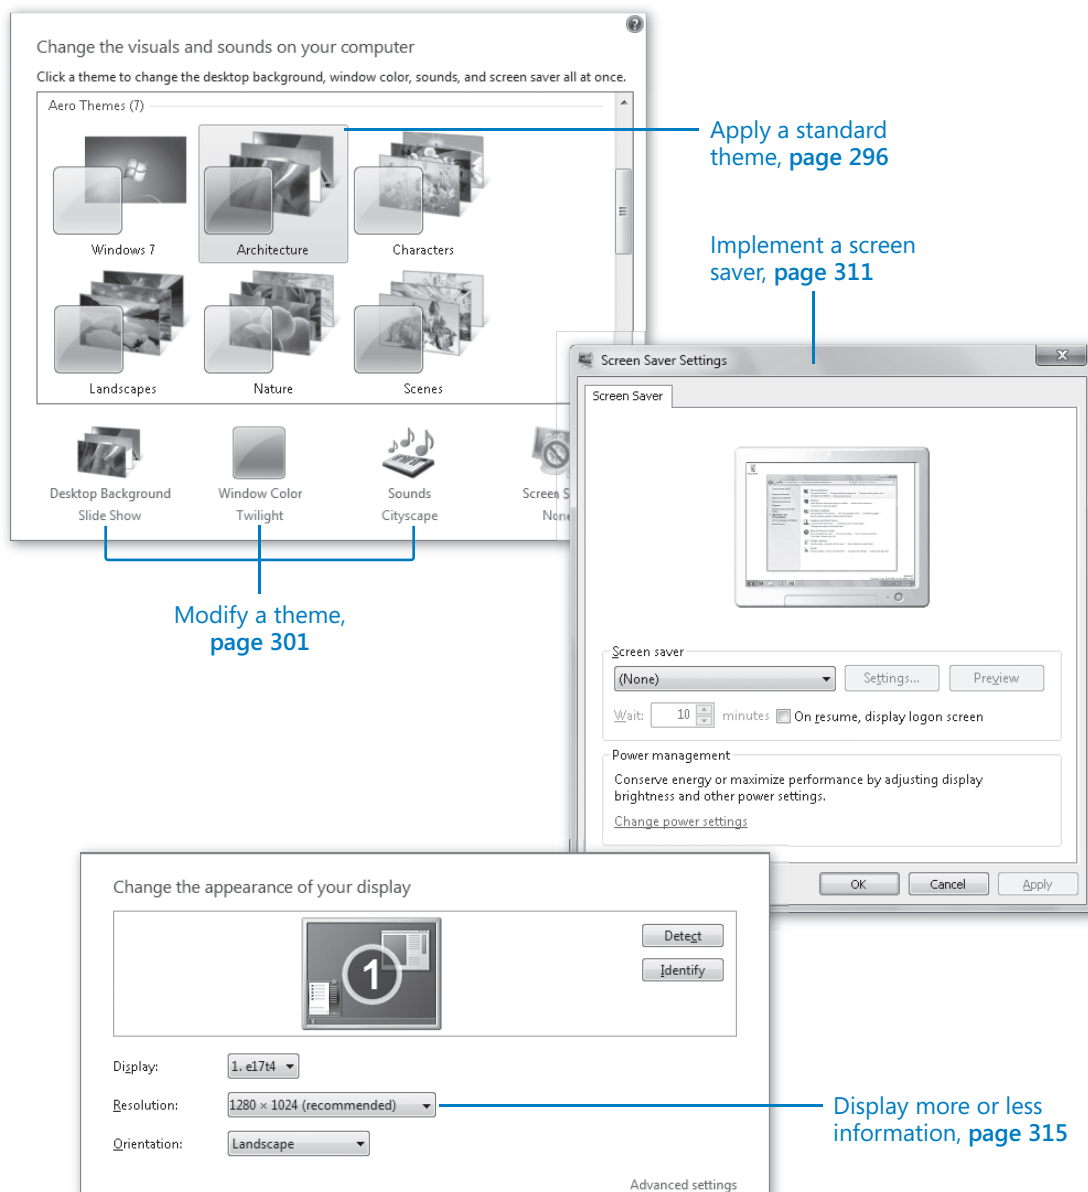 Change the visuals and sounds on your computer
Click a theme to change the desktop background, window color, sounds, and screen saver all at once.
Aero Themes (7)
Windows 7
Architecture
Characters
Landscapes
Nature
Scenes
Desktop Background
Slide Show
Window Color
Twilight
Sounds
Cityscape
Screen S
None
Apply a standard
theme, page 296
Implement a screen
saver, page 311
Modify a theme,
page 301
Screen Saver Settings
Screen Saver
Screen saver
(None)
Settings...
Preview
Wait:
10
minutes
On resume, display logon screen
Power management
Conserve energy or maximize performance by adjusting display
brightness and other power settings.
Change power settings
OK
Cancel
Apply
Change the appearance of your display
1
Detect
Identify
Display:
1. e17t4
Resolution:
1280 × 1024 (recommended)
Orientation:
Landscape
Advanced settings
Display more or less
information, page 315